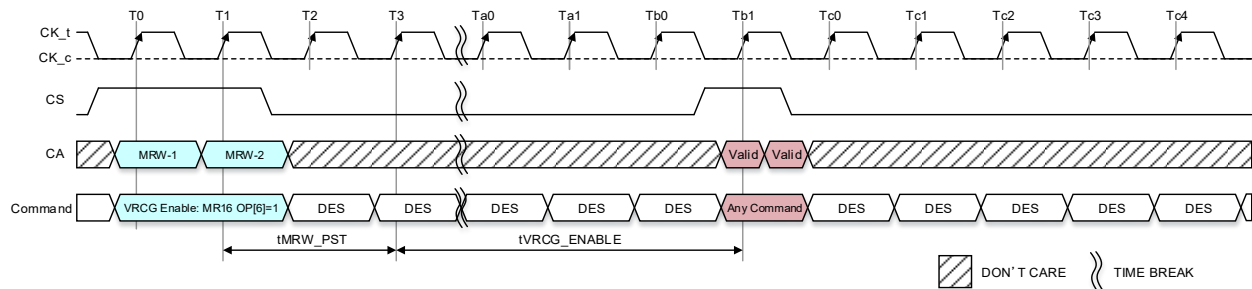 T0 T1 T2 T3 Ta0 Ta1 Tb0 Tb1 Tc0 Tc1 Tc2 Tc3 Tc4
CK_t
CK_c
CS
CA MRW-1 MRW-2 Valid Valid
Command VRCG Enable: MR16 OP[6]=1 DES DES DES DES DES Any Command DES DES DES DES DES
tMRW_PST tVRCG_ENABLE
DON'T CARE TIME BREAK